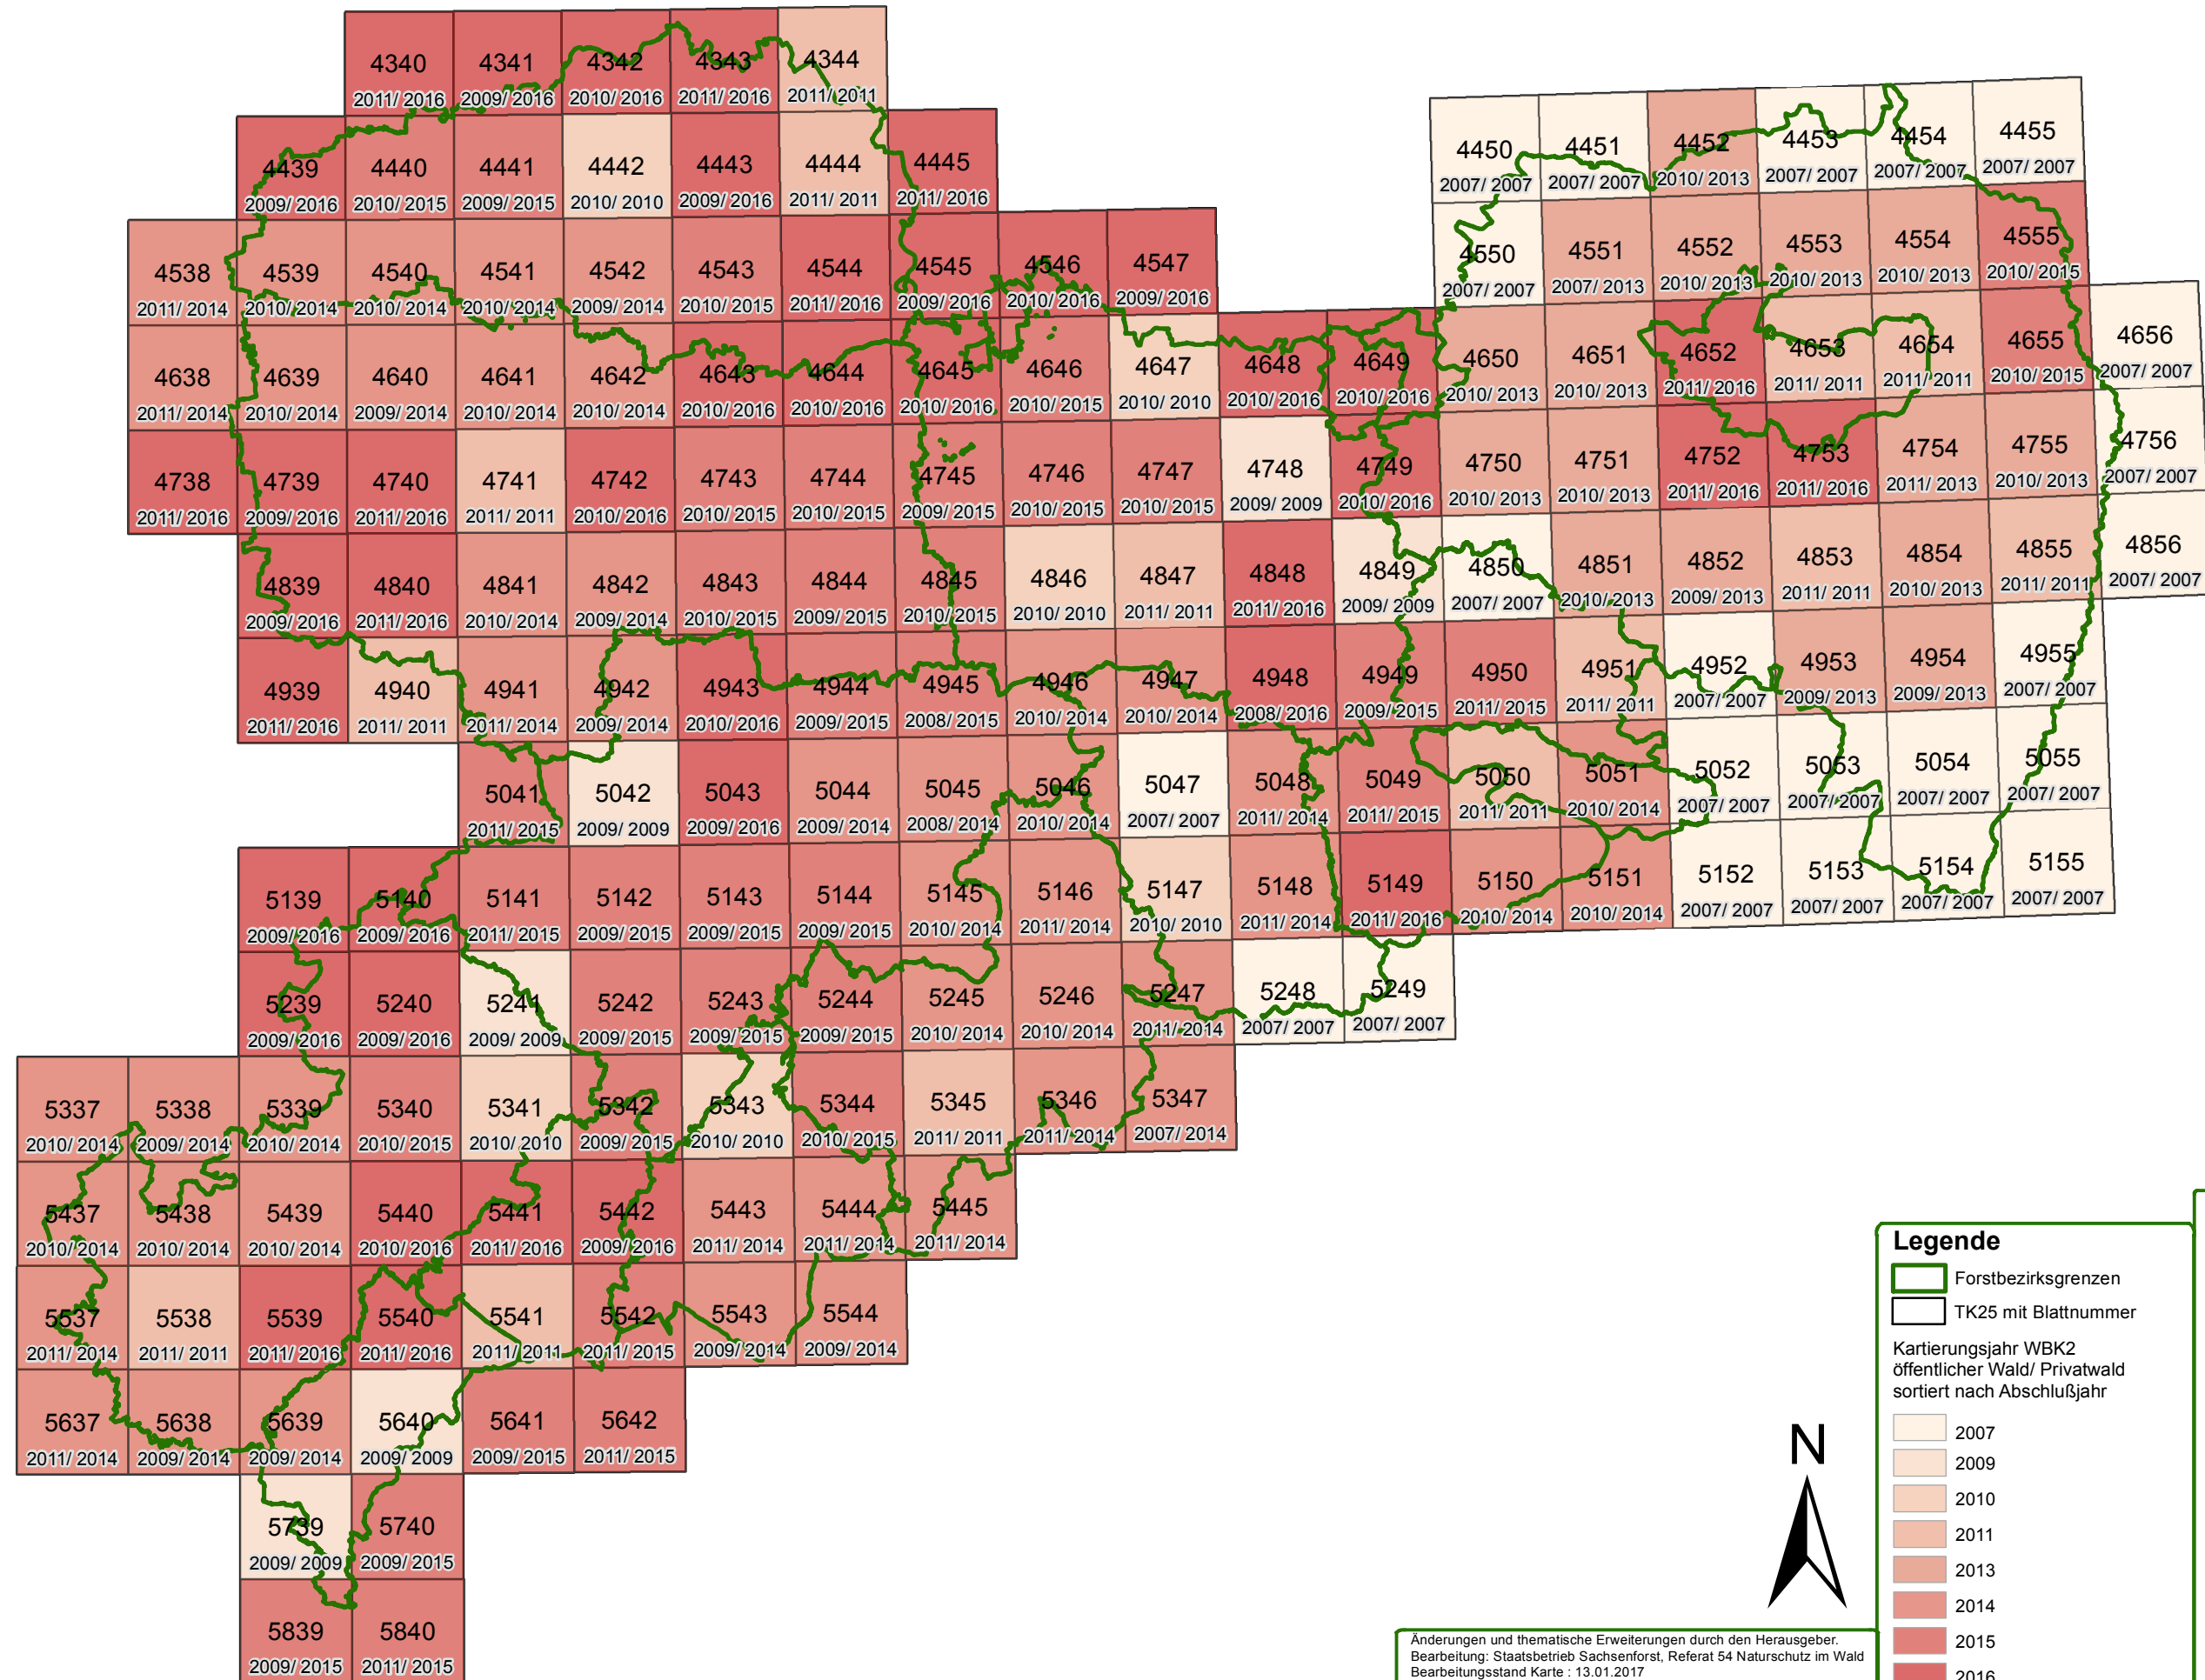 4340 4341 4342 4343 4344
2011/ 2016 2009/ 2016 2010/ 2016 2011/ 2016 2011/ 2011
4450 4451 4452 4453 4454 4455
2007/ 2007 2007/ 2007 2010/ 2013 2007/ 2007 2007/ 2007 2007/ 2007
4439 4440 4441 4442 4443 4444 4445
2009/ 2016 2010/ 2015 2009/ 2015 2010/ 2010 2009/ 2016 2011/ 2011 2011/ 2016
4550 4551 4552 4553 4554 4555
2007/ 2007 2007/ 2013 2010/ 2013 2010/ 2013 2010/ 2013 2010/ 2015
4538 4539 4540 4541 4542 4543 4544 4545 4546 4547
2011/ 2014 2010/ 2014 2010/ 2014 2010/ 2014 2009/ 2014 2010/ 2015 2011/ 2016 2009/ 2016 2010/ 2016 2009/ 2016
4638 4639 4640 4641 4642 4643 4644 4645 4646 4647 4648 4649 4650 4651 4652 4653 4654 4655 4656
2011/ 2014 2010/ 2014 2009/ 2014 2010/ 2014 2010/ 2014 2010/ 2016 2010/ 2016 2010/ 2016 2010/ 2015 2010/ 2010 2010/ 2016 2010/ 2016 2010/ 2013 2010/ 2013 2011/ 2016 2011/ 2011 2011/ 2011 2010/ 2015 2007/ 2007
4738 4739 4740 4741 4742 4743 4744 4745 4746 4747 4748 4749 4750 4751 4752 4753 4754 4755 4756
2011/ 2016 2009/ 2016 2011/ 2016 2011/ 2011 2010/ 2016 2010/ 2015 2010/ 2015 2009/ 2015 2010/ 2015 2010/ 2015 2009/ 2009 2010/ 2016 2010/ 2013 2010/ 2013 2011/ 2016 2011/ 2016 2011/ 2013 2010/ 2013 2007/ 2007
4839 4840 4841 4842 4843 4844 4845 4846 4847 4848 4849 4850 4851 4852 4853 4854 4855 4856
2009/ 2016 2011/ 2016 2010/ 2014 2009/ 2014 2010/ 2015 2009/ 2015 2010/ 2015 2010/ 2010 2011/ 2011 2011/ 2016 2009/ 2009 2007/ 2007 2010/ 2013 2009/ 2013 2011/ 2011 2010/ 2013 2011/ 2011 2007/ 2007
4939 4940 4941 4942 4943 4944 4945 4946 4947 4948 4949 4950 4951 4952 4953 4954 4955
2011/ 2016 2011/ 2011 2011/ 2014 2009/ 2014 2010/ 2016 2009/ 2015 2008/ 2015 2010/ 2014 2010/ 2014 2008/ 2016 2009/ 2015 2011/ 2015 2011/ 2011 2007/ 2007 2009/ 2013 2009/ 2013 2007/ 2007
5041 5042 5043 5044 5045 5046 5047 5048 5049 5050 5051 5052 5053 5054 5055
2011/ 2015 2009/ 2009 2009/ 2016 2009/ 2014 2008/ 2014 2010/ 2014 2007/ 2007 2011/ 2014 2011/ 2015 2011/ 2011 2010/ 2014 2007/ 2007 2007/ 2007 2007/ 2007 2007/ 2007
5139 5140 5141 5142 5143 5144 5145 5146 5147 5148 5149 5150 5151 5152 5153 5154 5155
2009/ 2016 2009/ 2016 2011/ 2015 2009/ 2015 2009/ 2015 2009/ 2015 2010/ 2014 2011/ 2014 2010/ 2010 2011/ 2014 2011/ 2016 2010/ 2014 2010/ 2014 2007/ 2007 2007/ 2007 2007/ 2007 2007/ 2007
5239 5240 5241 5242 5243 5244 5245 5246 5247 5248 5249
2009/ 2016 2009/ 2016 2009/ 2009 2009/ 2015 2009/ 2015 2009/ 2015 2010/ 2014 2010/ 2014 2011/ 2014 2007/ 2007 2007/ 2007
5337 5338 5339 5340 5341 5342 5343 5344 5345 5346 5347
2010/ 2014 2009/ 2014 2010/ 2014 2010/ 2015 2010/ 2010 2009/ 2015 2010/ 2010 2010/ 2015 2011/ 2011 2011/ 2014 2007/ 2014
5437 5438 5439 5440 5441 5442 5443 5444 5445
2010/ 2014 2010/ 2014 2010/ 2014 2010/ 2016 2011/ 2016 2009/ 2016 2011/ 2014 2011/ 2014 2011/ 2014
5537 5538 5539 5540 5541 5542 5543 5544
2011/ 2014 2011/ 2011 2011/ 2016 2011/ 2016 2011/ 2011 2011/ 2015 2009/ 2014 2009/ 2014
5637 5638 5639 5640 5641 5642
2011/ 2014 2009/ 2014 2009/ 2014 2009/ 2009 2009/ 2015 2011/ 2015
5739 5740
2009/ 2009 2009/ 2015
5839 5840
2009/ 2015 2011/ 2015
N
Legende
Forstbezirksgrenzen
TK25 mit Blattnummer
Kartierungsjahr WBK2
öffentlicher Wald/ Privatwald
sortiert nach Abschlußjahr
2007
2009
2010
2011
2013
2014
2015
2016
Änderungen und thematische Erweiterungen durch den Herausgeber.
Bearbeitung: Staatsbetrieb Sachsenforst, Referat 54 Naturschutz im Wald
Bearbeitungsstand Karte : 13.01.2017